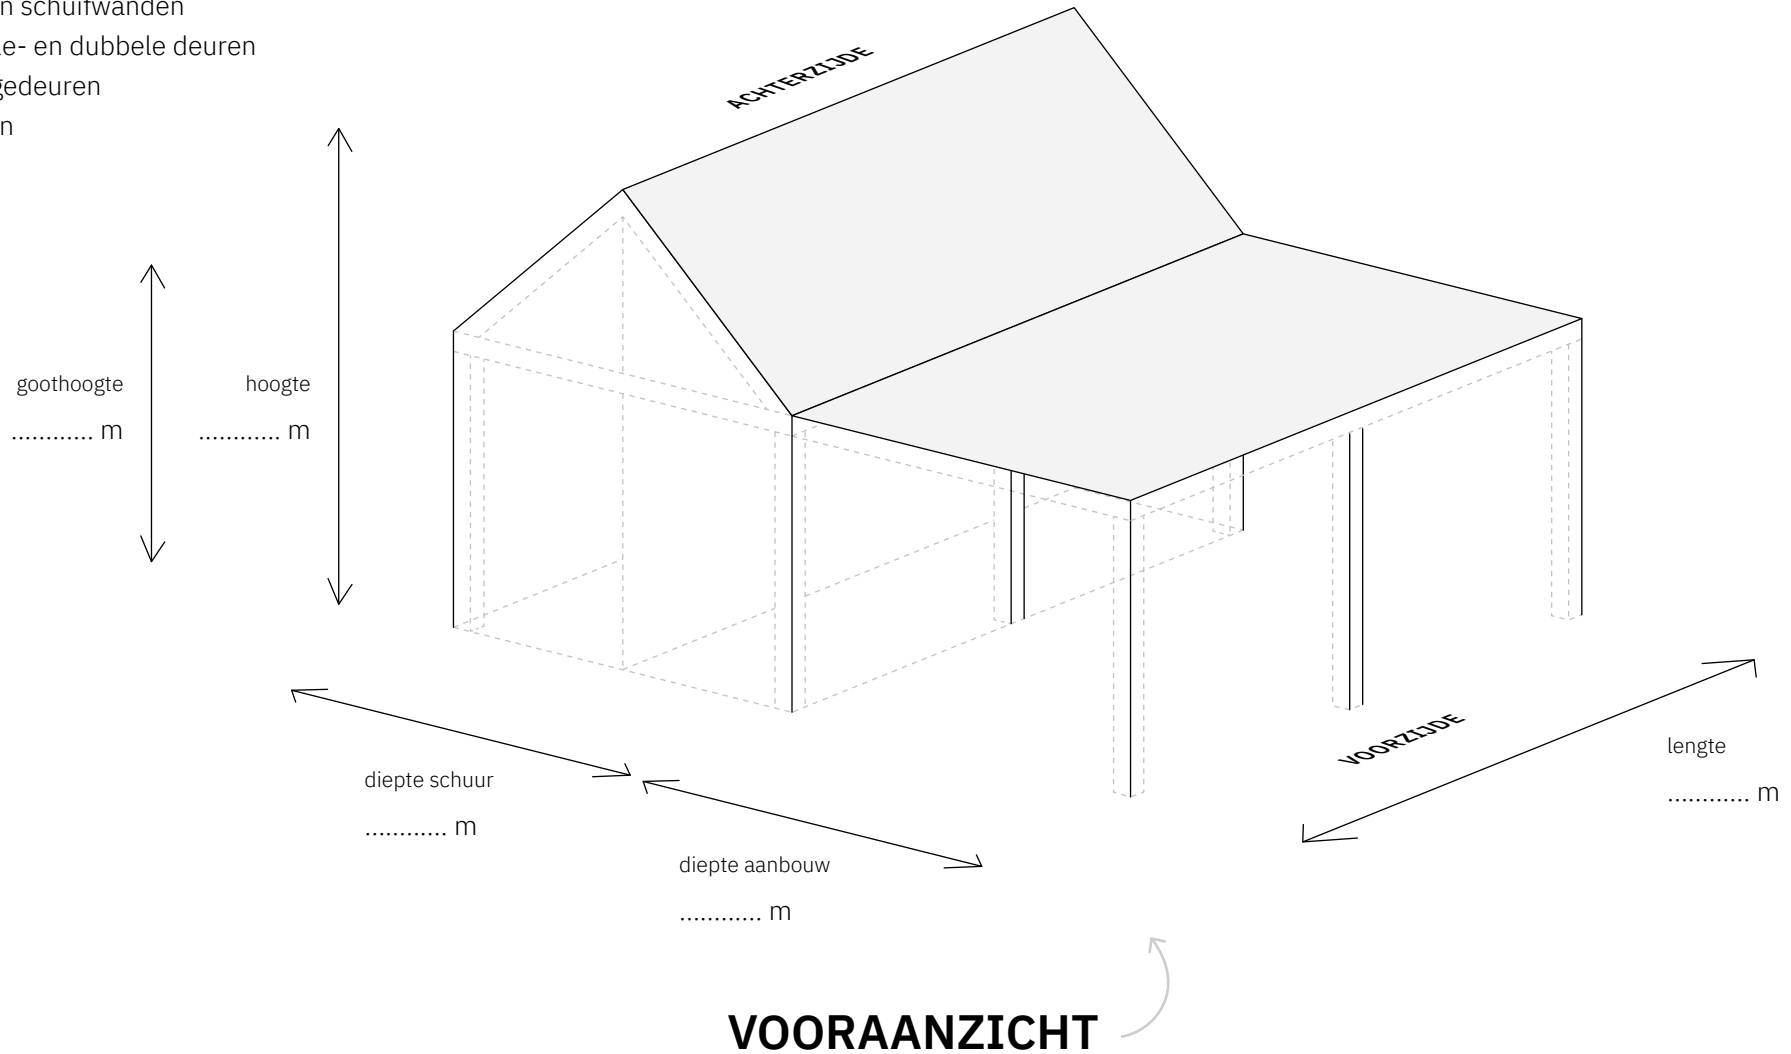 n schuifwanden
e- en dubbele deuren
gedeuren
n
ACHTERZIJDE
goothoogte
............ m
hoogte
............ m
VOORZIJDE
lengte
............ m
diepte schuur
............ m
diepte aanbouw
............ m
VOORAANZICHT